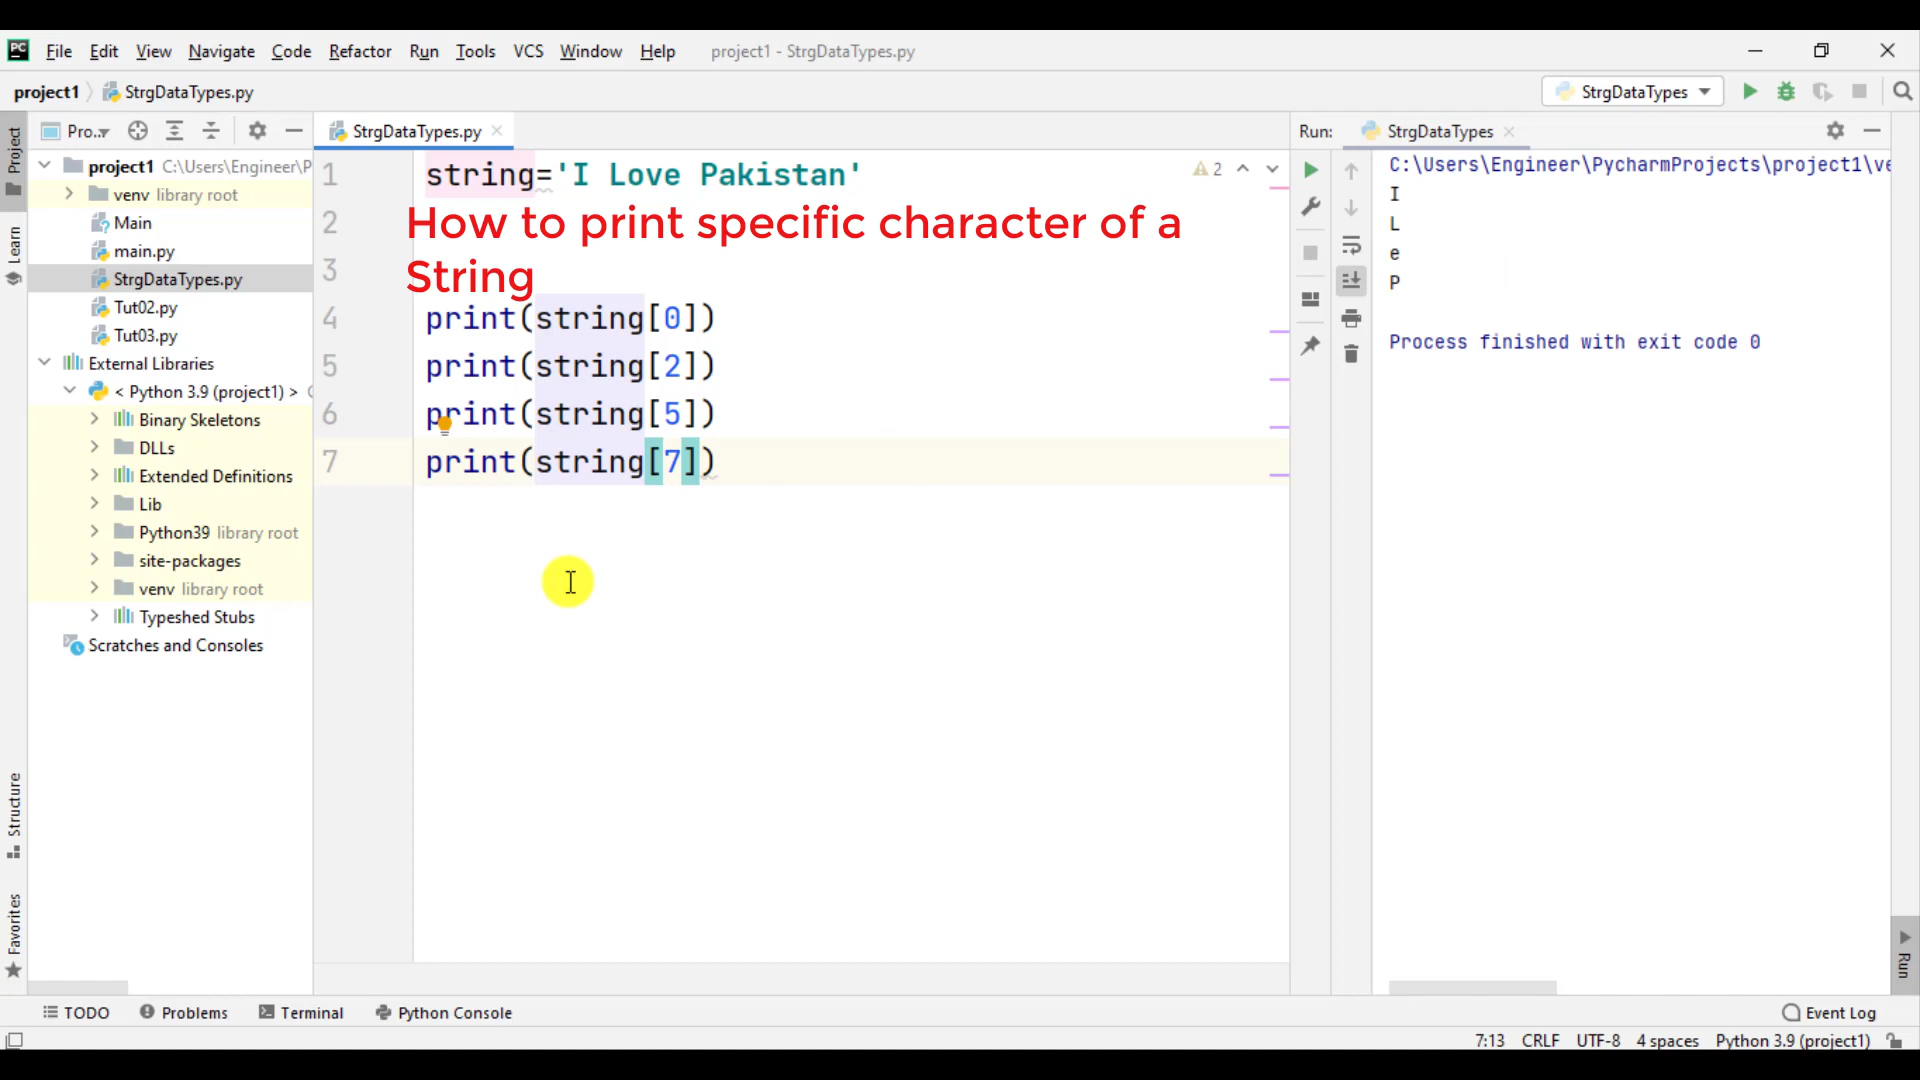 PC File Edit View Navigate Code Refactor Run Tools VCS Window Help project1 - StrgDataTypes.py
project1 StrgDataTypes.py StrgDataTypes
Project
Learn
Structure
Favorites
Pro..
project1 C:\Users\Engineer\P
venv library root
Main
main.py
StrgDataTypes.py
Tut02.py
Tut03.py
External Libraries
< Python 3.9 (project1) >
Binary Skeletons
DLLs
Extended Definitions
Lib
Python39 library root
site-packages
venv library root
Typeshed Stubs
Scratches and Consoles
StrgDataTypes.py
1 string='I Love Pakistan' 2
2
How to print specific character of a
3
String
4 print(string[0])
5 print(string[2])
6 print(string[5])
7 print(string[7])
Run: StrgDataTypes
C:\Users\Engineer\PycharmProjects\project1\ve
I
L
e
P
Process finished with exit code 0
Run
TODO Problems Terminal Python Console Event Log
7:13 CRLF UTF-8 4 spaces Python 3.9 (project1)